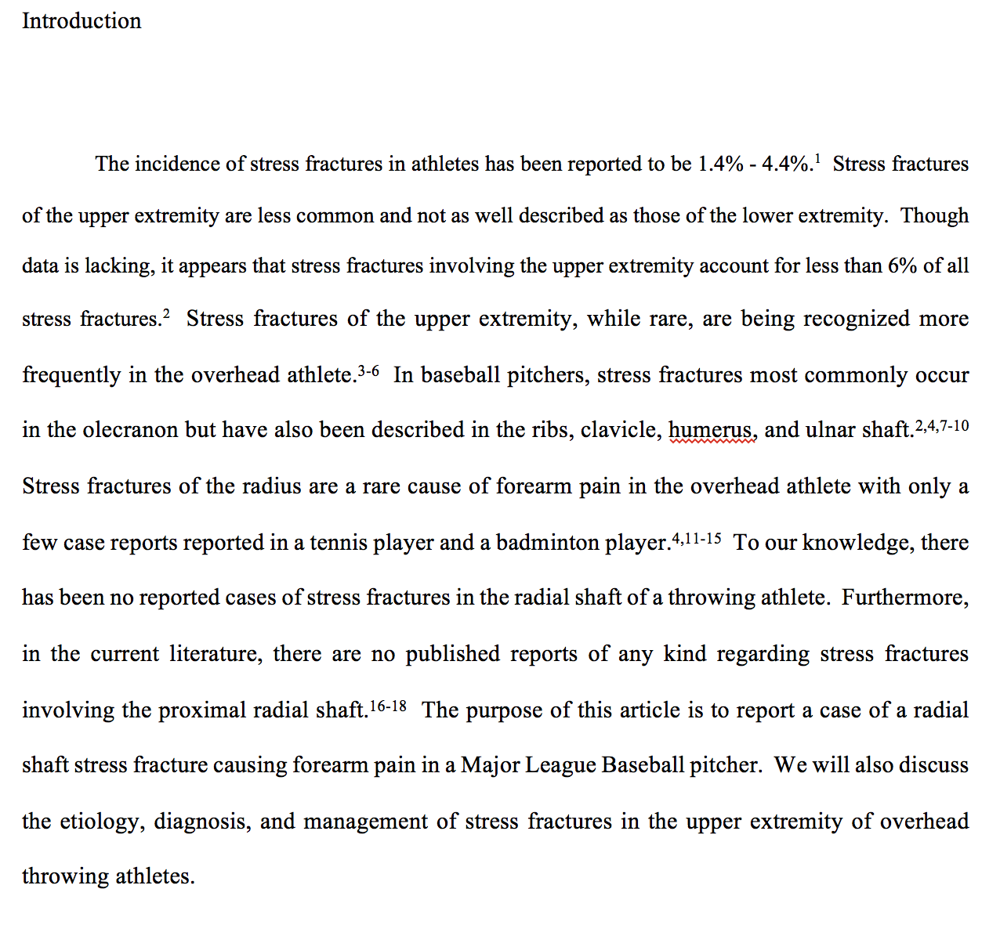 Introduction
The incidence of stress fractures in athletes has been reported to be 1.4% - 4.4%.1 Stress fractures
of the upper extremity are less common and not as well described as those of the lower extremity. Though
data is lacking, it appears that stress fractures involving the upper extremity account for less than 6% of all
stress fractures.2 Stress fractures of the upper extremity, while rare, are being recognized more
frequently in the overhead athlete.3-6 In baseball pitchers, stress fractures most commonly occur
in the olecranon but have also been described in the ribs, clavicle, humerus, and ulnar shaft.2,4,7-10
Stress fractures of the radius are a rare cause of forearm pain in the overhead athlete with only a
few case reports reported in a tennis player and a badminton player.4,11-15 To our knowledge, there
has been no reported cases of stress fractures in the radial shaft of a throwing athlete. Furthermore,
in the current literature, there are no published reports of any kind regarding stress fractures
involving the proximal radial shaft.16-18 The purpose of this article is to report a case of a radial
shaft stress fracture causing forearm pain in a Major League Baseball pitcher. We will also discuss
the etiology, diagnosis, and management of stress fractures in the upper extremity of overhead
throwing athletes.